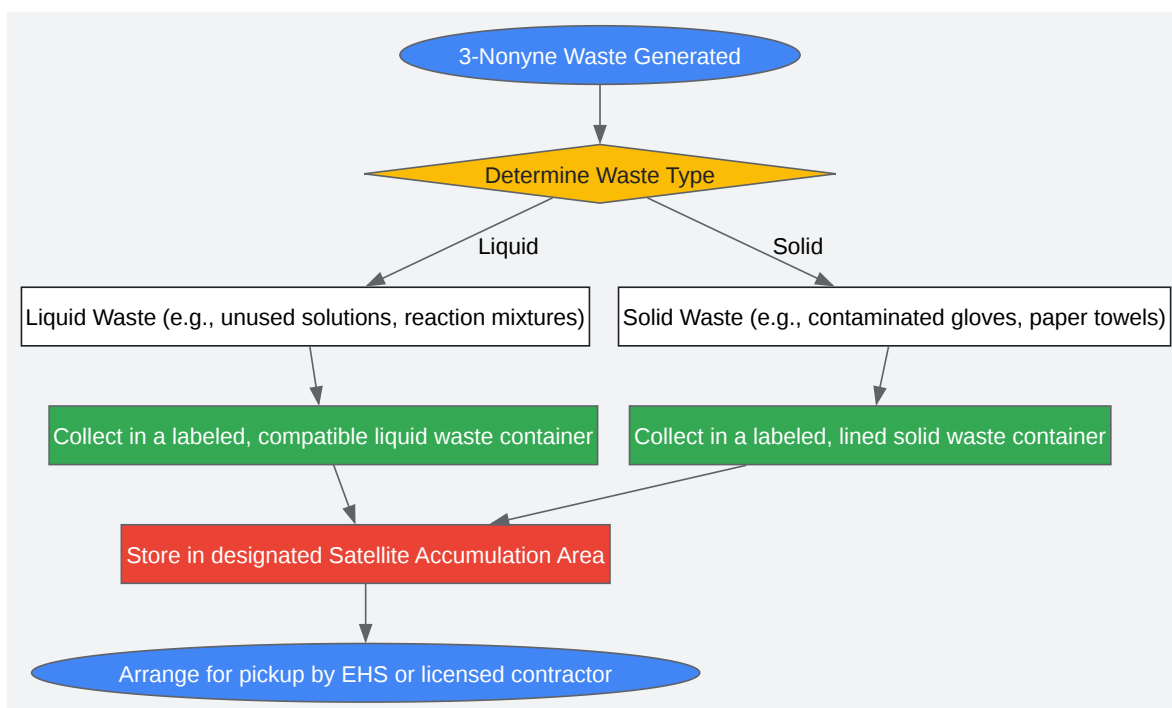 3-Nonyne Waste Generated
Determine Waste Type
Liquid
Solid
Liquid Waste (e.g., unused solutions, reaction mixtures)
Solid Waste (e.g., contaminated gloves, paper towels)
Collect in a labeled, compatible liquid waste container
Collect in a labeled, lined solid waste container
Store in designated Satellite Accumulation Area
Arrange for pickup by EHS or licensed contractor